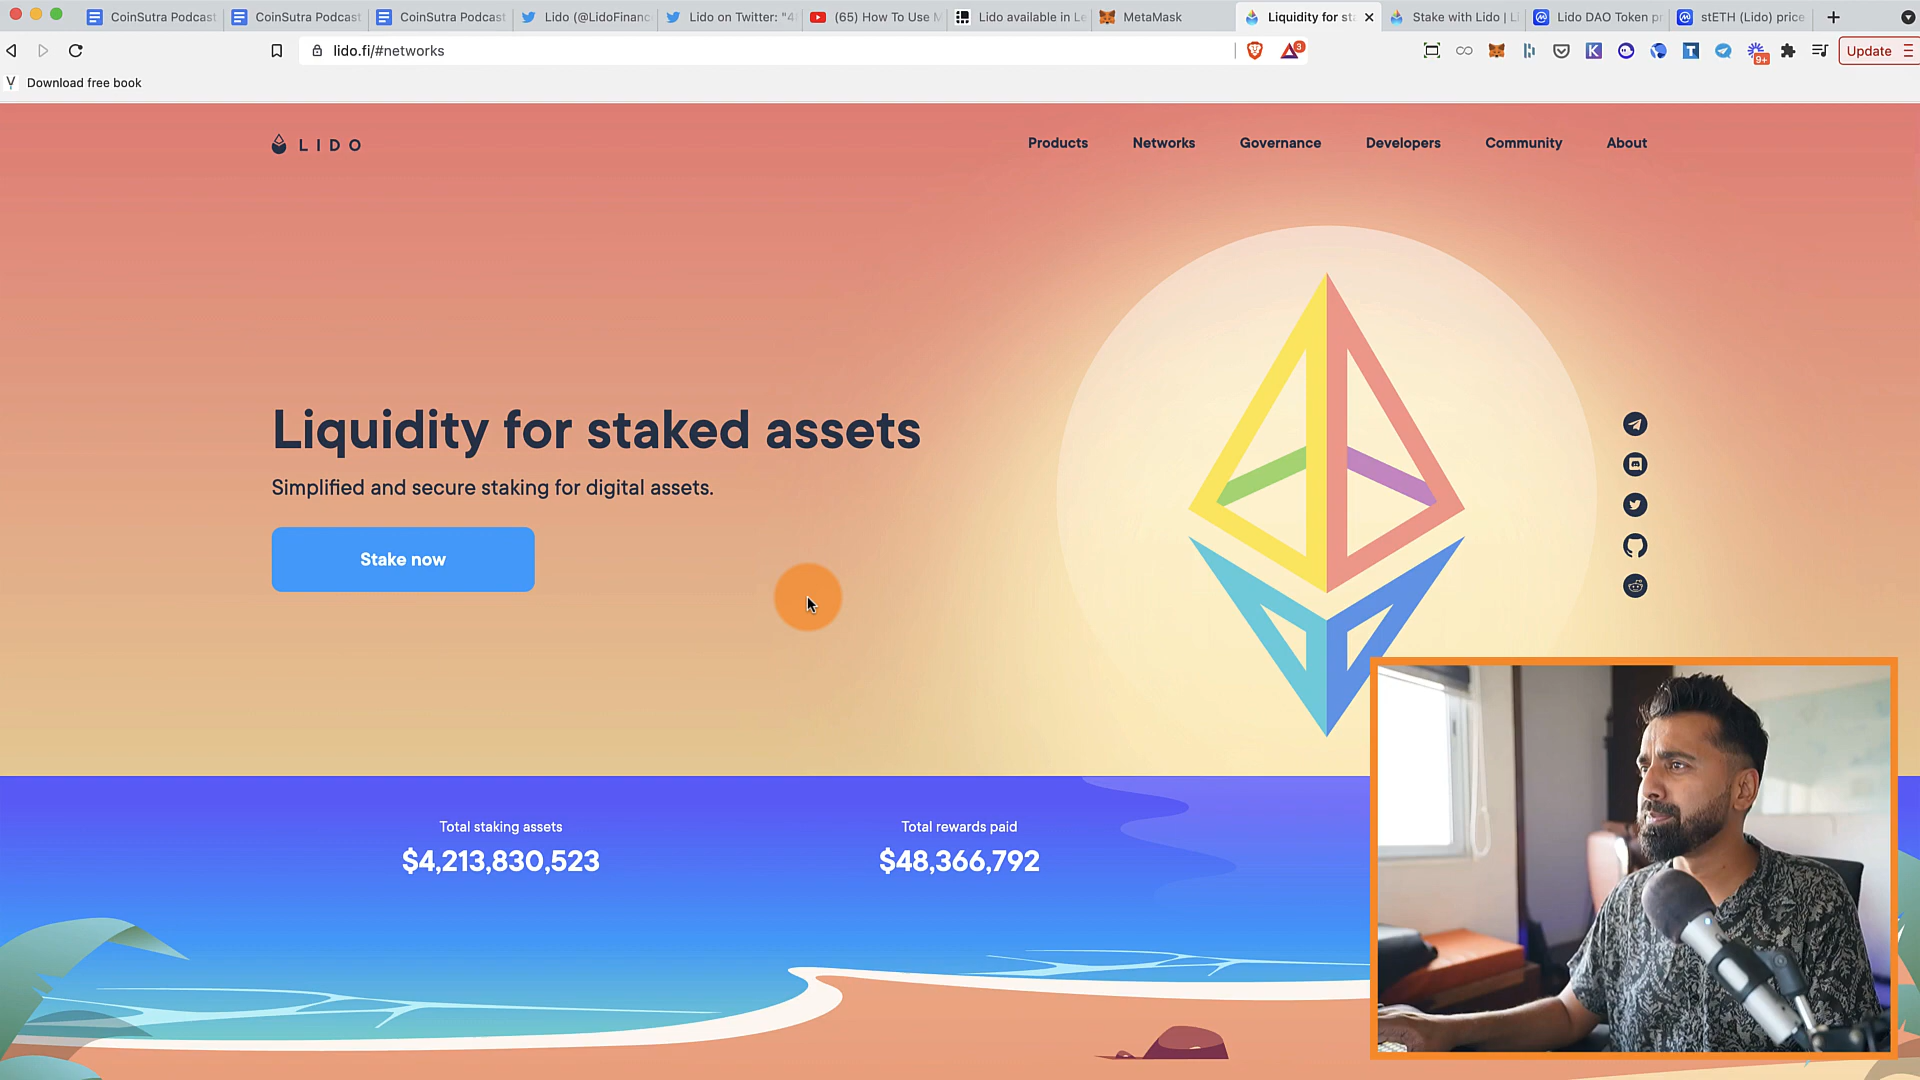 CoinSutra Podcast
CoinSutra Podcast
CoinSutra Podcast
Lido (@LidoFinanc
Lido on Twitter: "4
(65) How To Use M
Lido available in Le
MetaMask
Liquidity for st
Stake with Lido | Li
Lido DAO Token pr
stETH (Lido) price
lido.fi/#networks
3
K
T
9+
Update
Download free book
LIDO
Products
Networks
Governance
Developers
Community
About
Liquidity for staked assets
Simplified and secure staking for digital assets.
Stake now
Total staking assets
$4,213,830,523
Total rewards paid
$48,366,792